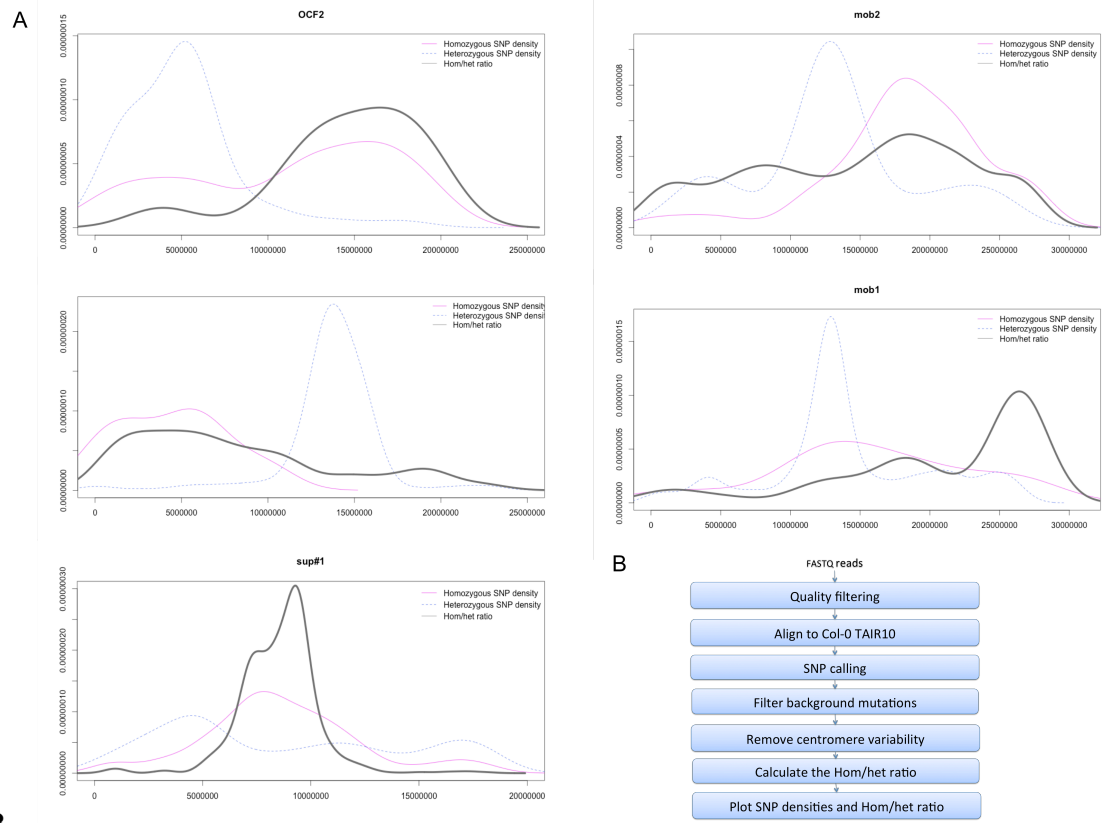 A
OCF2
0.00000000 0.00000005 0.00000010 0.00000015
Homozygous SNP density
Heterozygous SNP density
Hom/het ratio
0 5000000 10000000 15000000 20000000 25000000
mob2
0.00000000 0.00000004 0.00000008
Homozygous SNP density
Heterozygous SNP density
Hom/het ratio
0 5000000 10000000 15000000 20000000 25000000 30000000
0.00000000 0.00000010 0.00000020
Homozygous SNP density
Heterozygous SNP densit
Hom/het ratio
0 5000000 10000000 15000000 20000000 25000000
mob1
0.00000000 0.00000005 0.00000010 0.00000015
Homozygous SNP density
Heterozygous SNP density
Hom/het ratio
0 5000000 10000000 15000000 20000000 25000000 30000000
sup#1
0.00000000 0.00000010 0.00000020 0.00000030
Homozygous SNP density
Heterozygous SNP density
Hom/het ratio
0 5000000 10000000 15000000 20000000
B
FASTQ reads
Quality filtering
Align to Col-0 TAIR10
SNP calling
Filter background mutations
Remove centromere variability
Calculate the Hom/het ratio
Plot SNP densities and Hom/het ratio